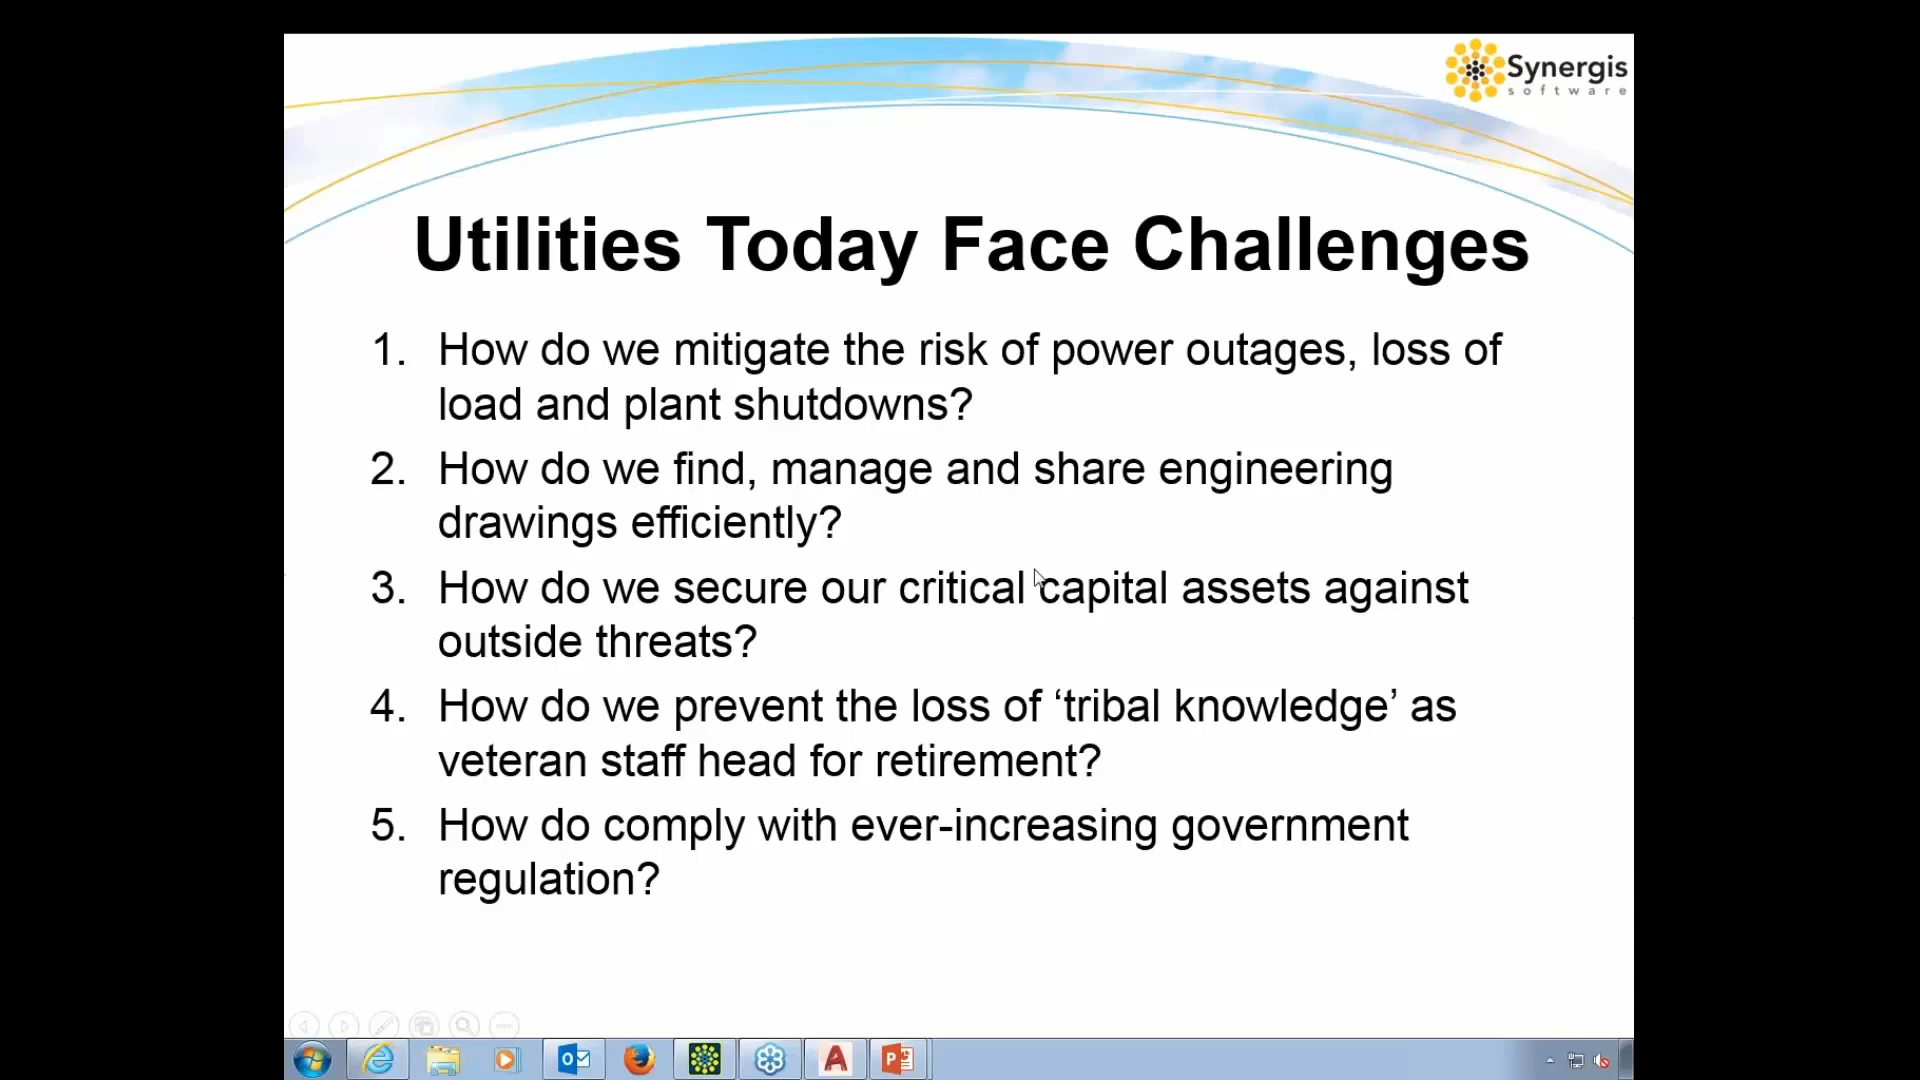 Synergis
software
Utilities Today Face Challenges
1. How do we mitigate the risk of power outages, loss of
load and plant shutdowns?
2. How do we find, manage and share engineering
drawings efficiently?
3. How do we secure our critical capital assets against
outside threats?
4. How do we prevent the loss of ‘tribal knowledge’ as
veteran staff head for retirement?
5. How do comply with ever-increasing government
regulation?